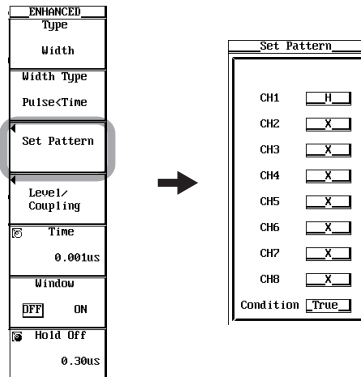 ENHANCED
Type
Width
Width Type
Pulse<Time
Set Pattern
Level/
Coupling
Time
0.001us
Window
OFF ON
Hold Off
0.30us
Set Pattern
CH1 H
CH2 X
CH3 X
CH4 X
CH5 X
CH6 X
CH7 X
CH8 X
Condition True